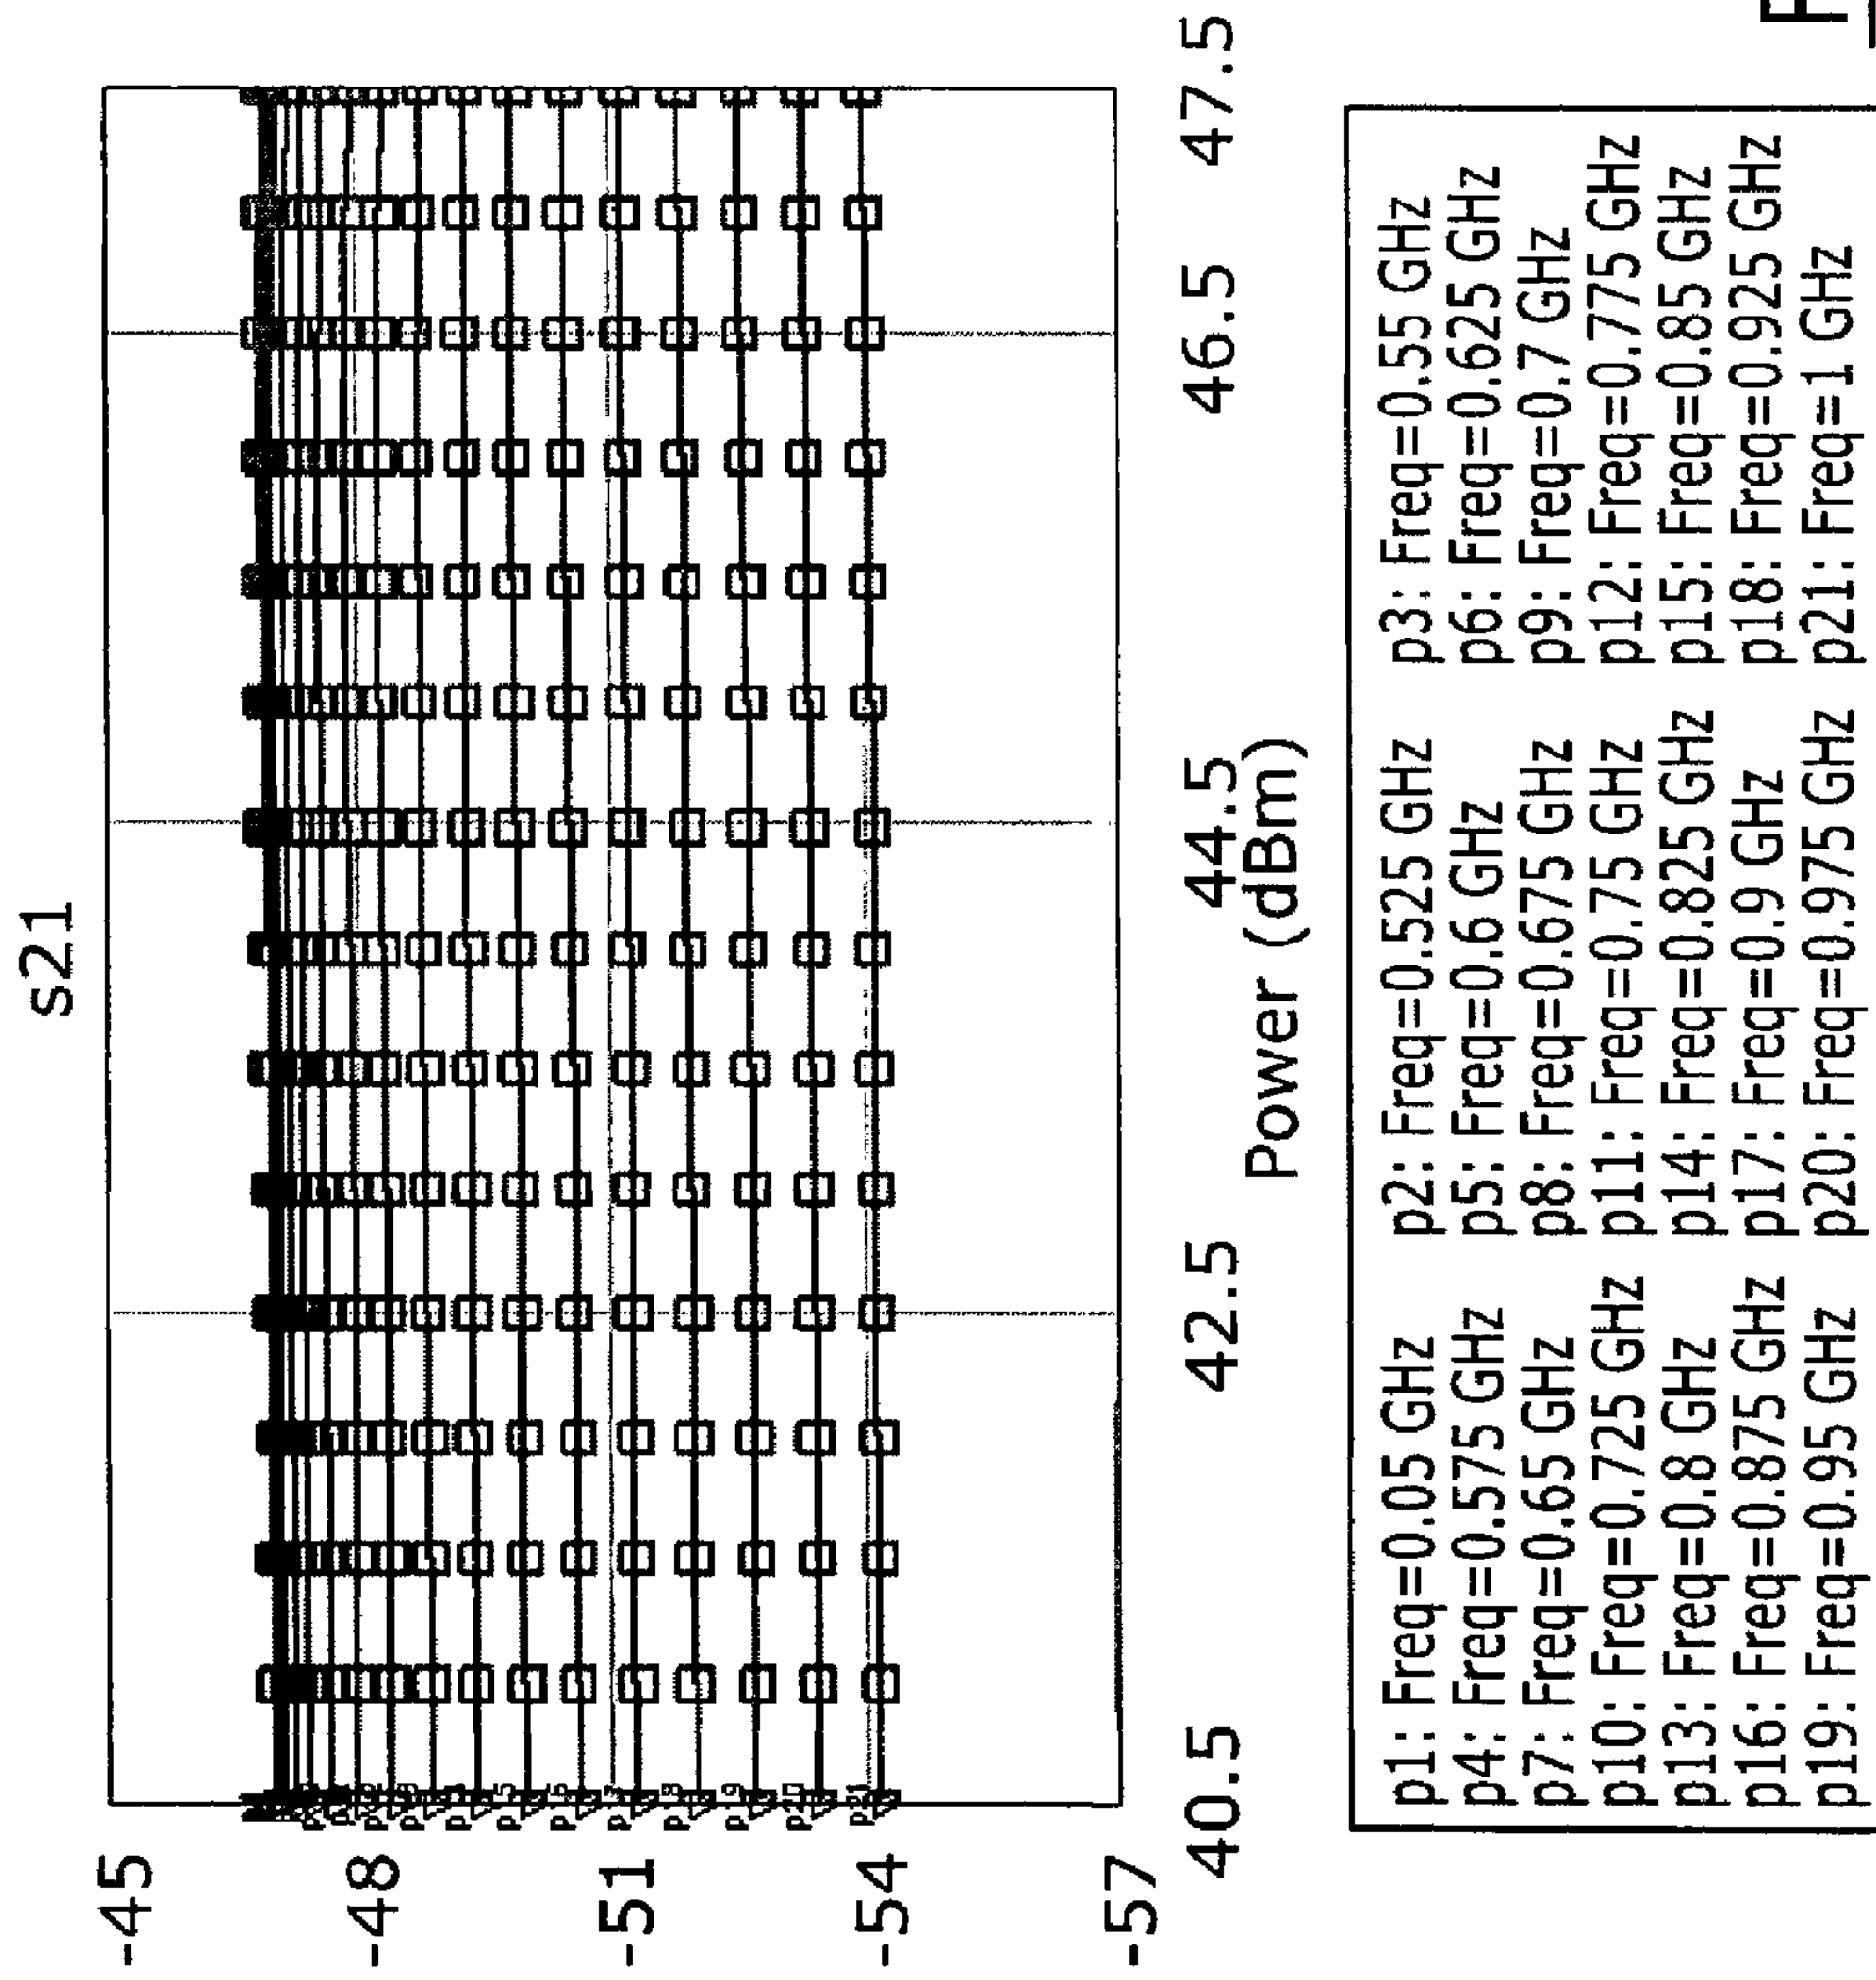 s21
-45
-48
-51
-54
-57
40.5 42.5 44.5 46.5 47.5
Power (dBm)
p1: Freq=0.05 GHz p2: Freq=0.525 GHz p3: Freq=0.55 GHz
p4: Freq=0.575 GHz p5: Freq=0.6 GHz p6: Freq=0.625 GHz
p7: Freq=0.65 GHz p8: Freq=0.675 GHz p9: Freq=0.7 GHz
p10: Freq=0.725 GHz p11: Freq=0.75 GHz p12: Freq=0.775 GHz
p13: Freq=0.8 GHz p14: Freq=0.825 GHz p15: Freq=0.85 GHz
p16: Freq=0.875 GHz p17: Freq=0.9 GHz p18: Freq=0.925 GHz
p19: Freq=0.95 GHz p20: Freq=0.975 GHz p21: Freq=1 GHz
p20
p21